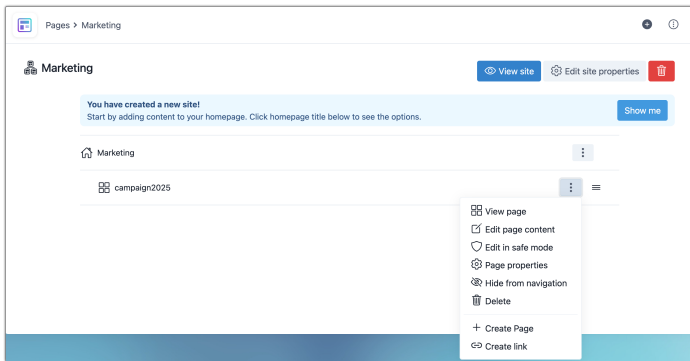 Pages > Marketing
Marketing
View site
Edit site properties
You have created a new site!
Start by adding content to your homepage. Click homepage title below to see the options.
Show me
Marketing
campaign2025
View page
Edit page content
Edit in safe mode
Page properties
Hide from navigation
Delete
Create Page
Create link